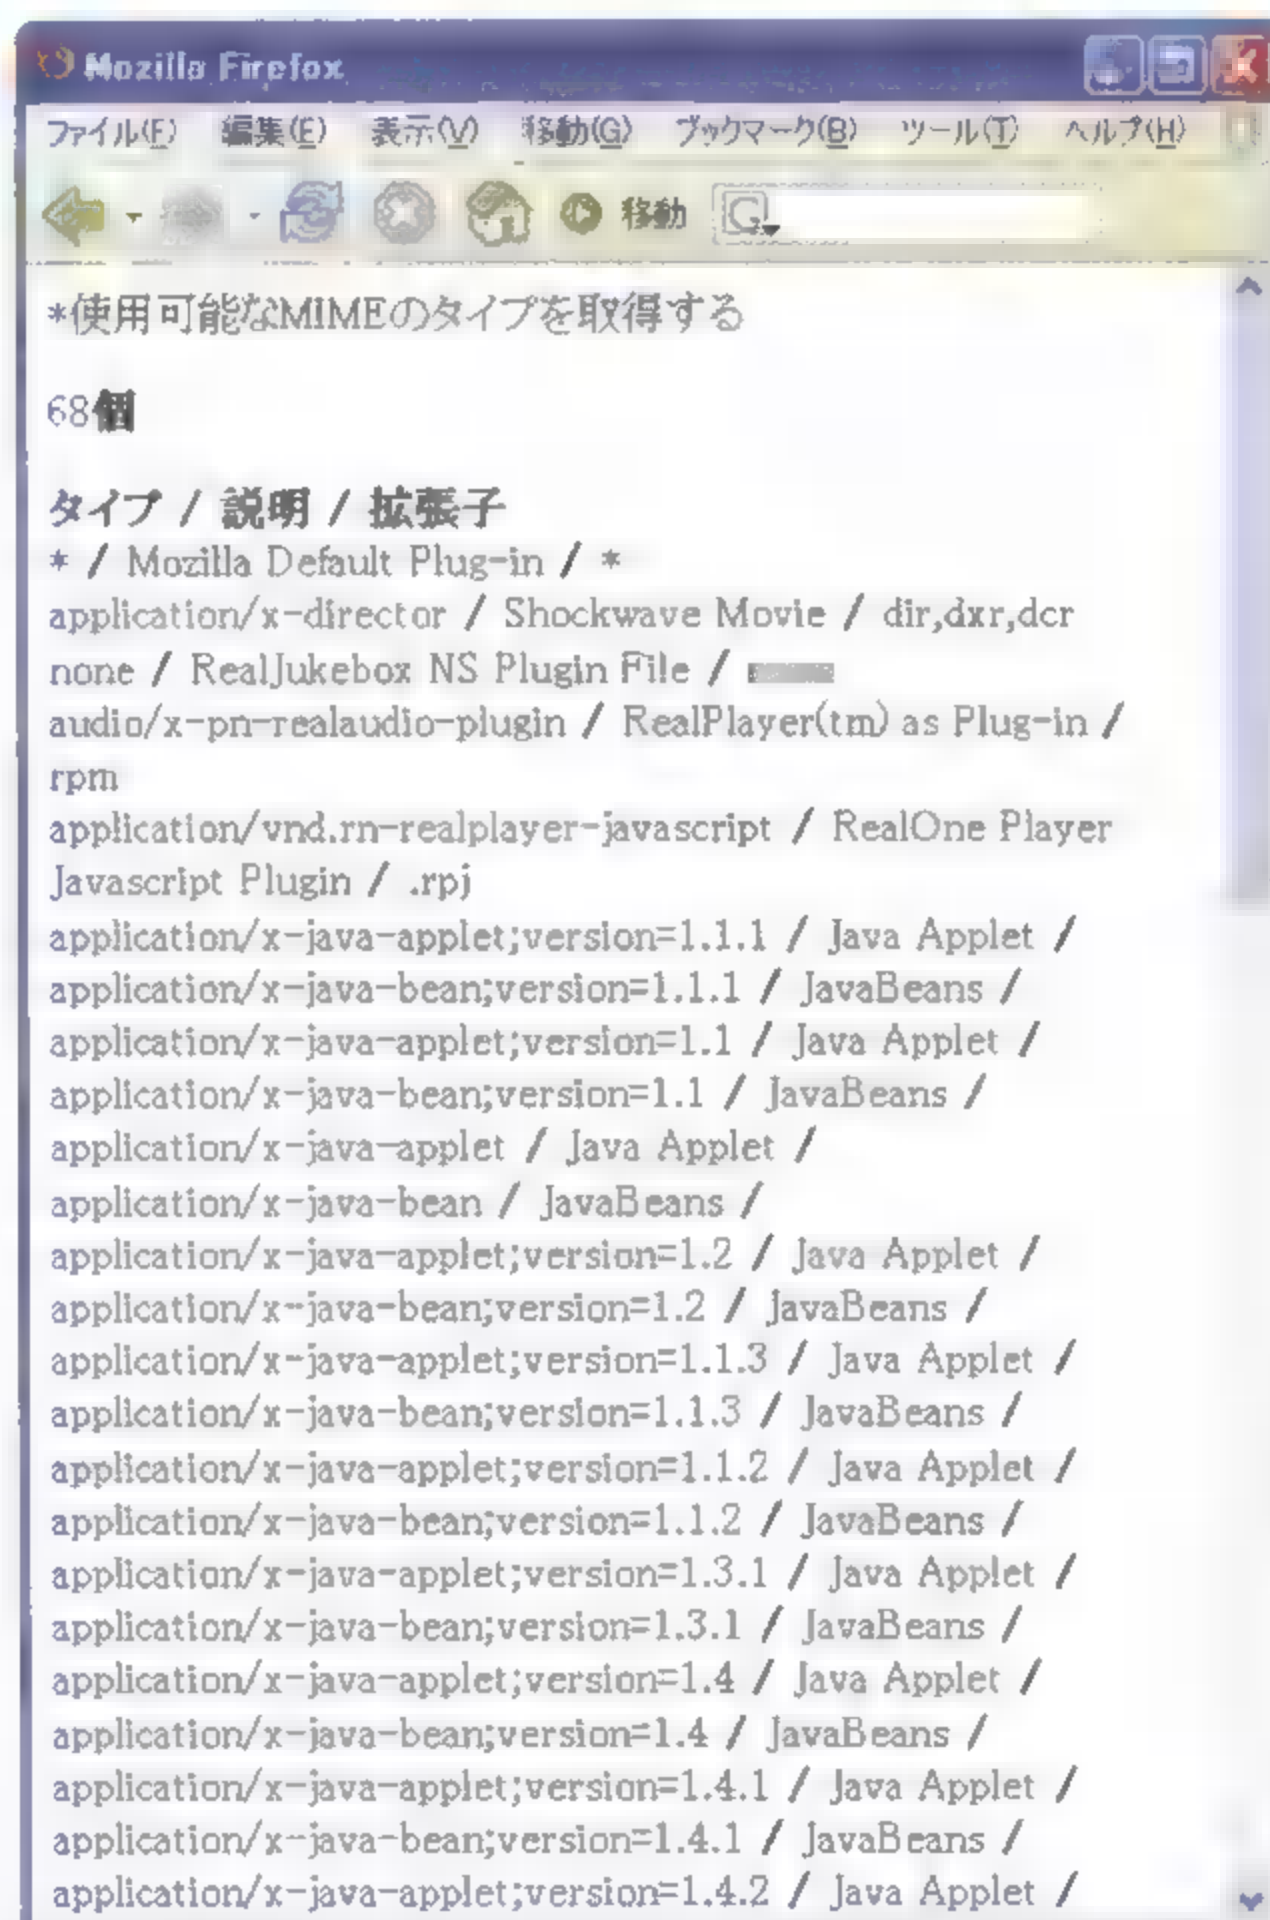 Mozilla Firefox
ファイル(F) 編集(E) 表示(V) 移動(G) ブックマーク(B) ツール(T) ヘルプ(H)
移動 G
*使用可能なMIMEのタイプを取得する
68個
タイプ / 説明 / 拡張子
* / Mozilla Default Plug-in / *
application/x-director / Shockwave Movie / dir,dxr,dcr
none / RealJukebox NS Plugin File /
audio/x-pn-realaudio-plugin / RealPlayer(tm) as Plug-in /
rpm
application/vnd.rn-realplayer-javascript / RealOne Player
Javascript Plugin / .rpj
application/x-java-applet;version=1.1.1 / Java Applet /
application/x-java-bean;version=1.1.1 / JavaBeans /
application/x-java-applet;version=1.1 / Java Applet /
application/x-java-bean;version=1.1 / JavaBeans /
application/x-java-applet / Java Applet /
application/x-java-bean / JavaBeans /
application/x-java-applet;version=1.2 / Java Applet /
application/x-java-bean;version=1.2 / JavaBeans /
application/x-java-applet;version=1.1.3 / Java Applet /
application/x-java-bean;version=1.1.3 / JavaBeans /
application/x-java-applet;version=1.1.2 / Java Applet /
application/x-java-bean;version=1.1.2 / JavaBeans /
application/x-java-applet;version=1.3.1 / Java Applet /
application/x-java-bean;version=1.3.1 / JavaBeans /
application/x-java-applet;version=1.4 / Java Applet /
application/x-java-bean;version=1.4 / JavaBeans /
application/x-java-applet;version=1.4.1 / Java Applet /
application/x-java-bean;version=1.4.1 / JavaBeans /
application/x-java-applet;version=1.4.2 / Java Applet /